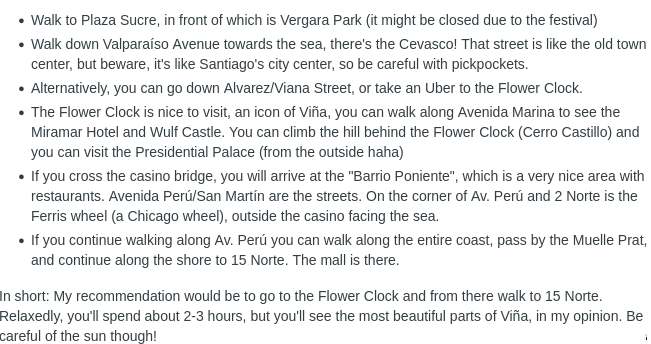 • Walk to Plaza Sucre, in front of which is Vergara Park (it might be closed due to the festival)
• Walk down Valparaíso Avenue towards the sea, there's the Cevasco! That street is like the old town
center, but beware, it's like Santiago's city center, so be careful with pickpockets.
• Alternatively, you can go down Alvarez/Viana Street, or take an Uber to the Flower Clock.
• The Flower Clock is nice to visit, an icon of Viña, you can walk along Avenida Marina to see the
Miramar Hotel and Wulf Castle. You can climb the hill behind the Flower Clock (Cerro Castillo) and
you can visit the Presidential Palace (from the outside haha)
• If you cross the casino bridge, you will arrive at the "Barrio Poniente", which is a very nice area with
restaurants. Avenida Perú/San Martín are the streets. On the corner of Av. Perú and 2 Norte is the
Ferris wheel (a Chicago wheel), outside the casino facing the sea.
• If you continue walking along Av. Perú you can walk along the entire coast, pass by the Muelle Prat,
and continue along the shore to 15 Norte. The mall is there.
In short: My recommendation would be to go to the Flower Clock and from there walk to 15 Norte.
Relaxedly, you'll spend about 2-3 hours, but you'll see the most beautiful parts of Viña, in my opinion. Be
careful of the sun though!